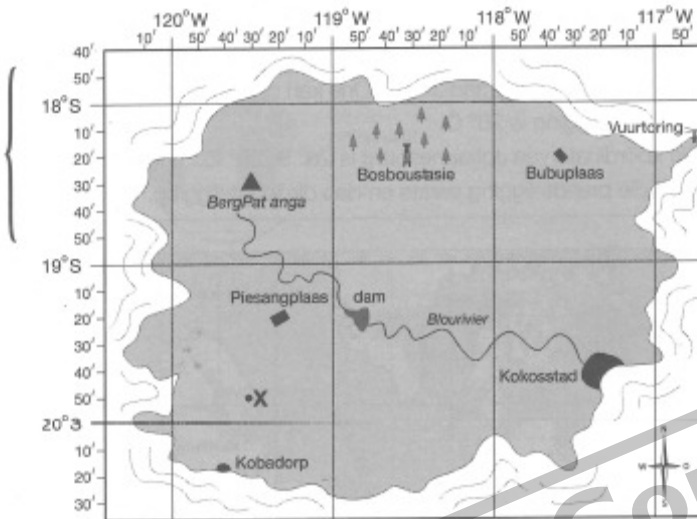 120°W 119°W 118°W 117°W
10' 50' 40' 30' 20' 10' 50' 40' 30' 20' 10' 50' 40' 30' 20' 10'
40'
50'
18°S
10'
20'
30'
40'
50'
19°S
10'
20'
30'
40'
50'
20°
10'
20'
30'
Vuurtoring
Bosboustasie
Bubuplaas
BergPat anga
Piesangplaas
dam
Blourivier
Kokosstad
X
Kobadorp
N
W O
S